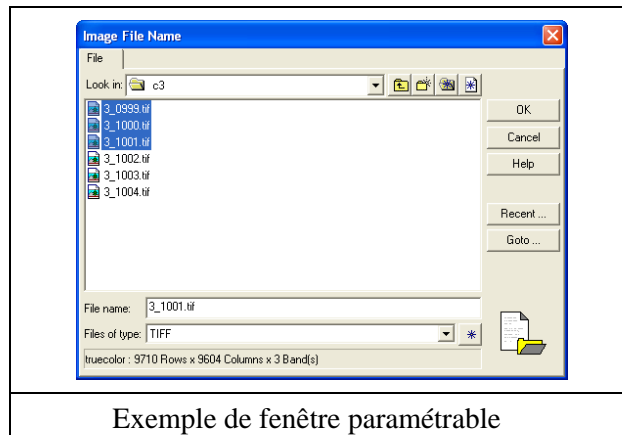 Image File Name
File
Look in: c3
3_0999.tif
3_1000.tif
3_1001.tif
3_1002.tif
3_1003.tif
3_1004.tif
OK
Cancel
Help
Recent ...
Goto ...
File name: 3_1001.tif
Files of type: TIFF
truecolor : 9710 Rows x 9604 Columns x 3 Band(s)
Exemple de fenêtre paramétrable